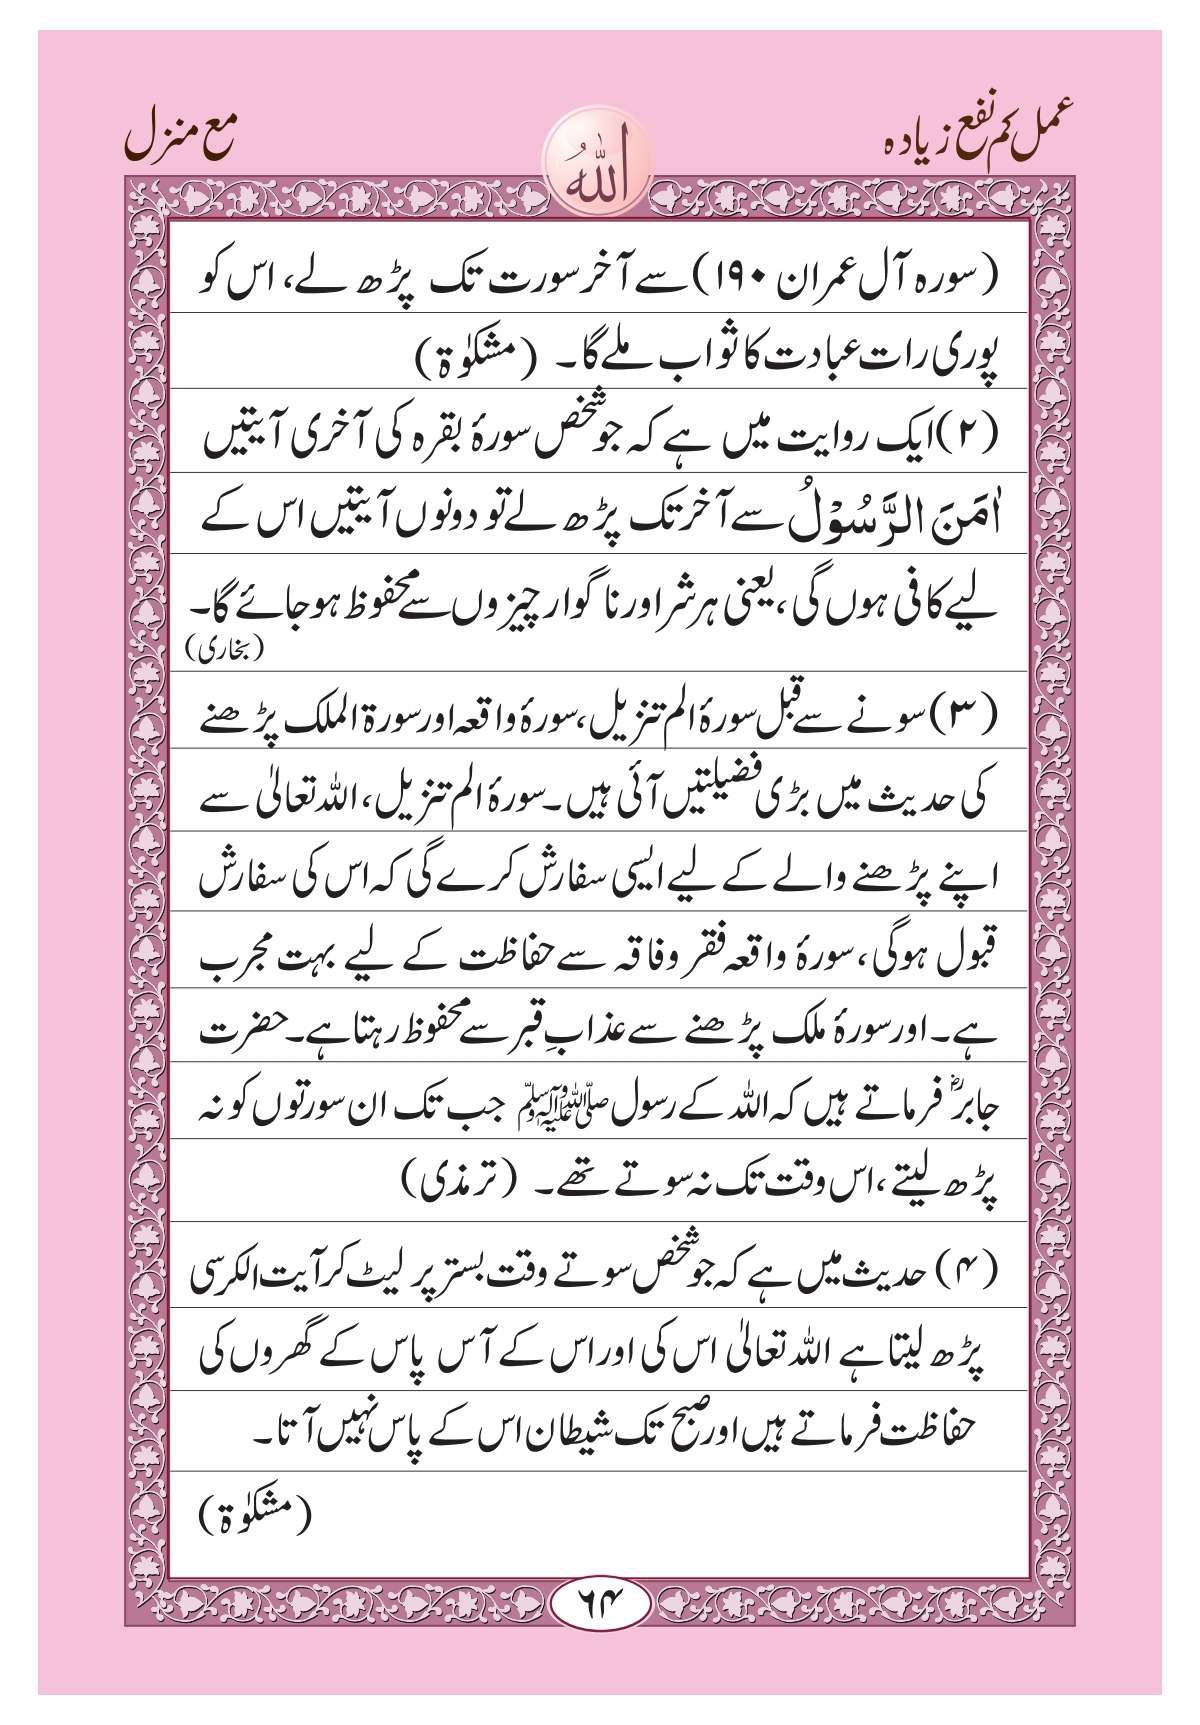 عمل کم نفع زیادہ
اللہُ
مع منزل
(سورہ آل عمران ۱۹۰) سے آخر سورت تک پڑھ لے، اس کو
پوری رات عبادت کا ثواب ملے گا۔ (مشکوٰۃ)
(۲) ایک روایت میں ہے کہ جو شخص سورۂ بقرہ کی آخری آیتیں
اٰمَنَ الرَّسُوْلُ سے آخر تک پڑھ لے تو دونوں آیتیں اس کے
لیے کافی ہوں گی، یعنی ہر شر اور ناگوار چیزوں سے محفوظ ہو جائے گا۔
(بخاری)
(۳) سونے سے قبل سورۂ الم تنزیل، سورۂ واقعہ اور سورۃ الملک پڑھنے
کی حدیث میں بڑی فضیلتیں آئی ہیں۔ سورۂ الم تنزیل، اللہ تعالیٰ سے
اپنے پڑھنے والے کے لیے ایسی سفارش کرے گی کہ اس کی سفارش
قبول ہوگی، سورۂ واقعہ فقر و فاقہ سے حفاظت کے لیے بہت مجرب
ہے۔ اور سورۂ ملک پڑھنے سے عذابِ قبر سے محفوظ رہتا ہے۔ حضرت
جابرؓ فرماتے ہیں کہ اللہ کے رسول ﷺ جب تک ان سورتوں کو نہ
پڑھ لیتے، اس وقت تک نہ سوتے تھے۔ (ترمذی)
(۴) حدیث میں ہے کہ جو شخص سوتے وقت بستر پر لیٹ کر آیت الکرسی
پڑھ لیتا ہے اللہ تعالیٰ اس کی اور اس کے آس پاس کے گھروں کی
حفاظت فرماتے ہیں اور صبح تک شیطان اس کے پاس نہیں آتا۔
(مشکوٰۃ)
۶۴